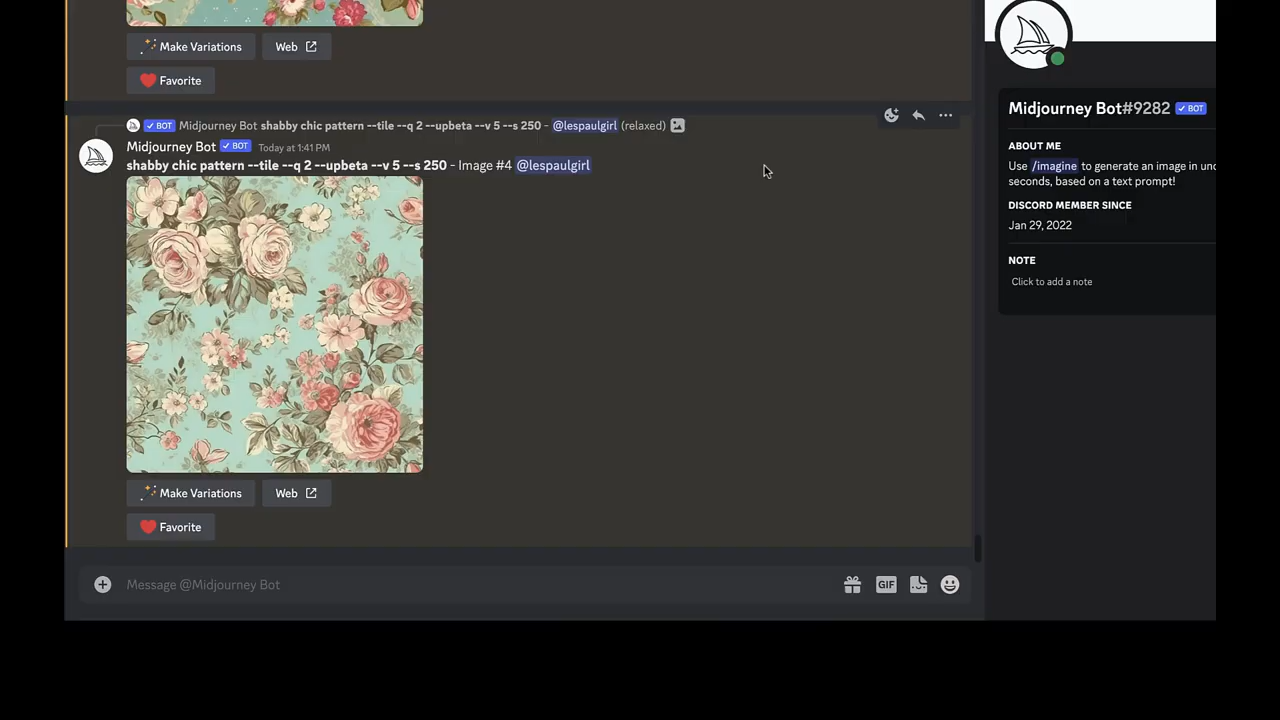 Make Variations
Web
Favorite
BOT Midjourney Bot shabby chic pattern --tile --q 2 --upbeta --v 5 --s 250 - @lespaulgirl (relaxed)
Midjourney Bot BOT Today at 1:41 PM
shabby chic pattern --tile --q 2 --upbeta --v 5 --s 250 - Image #4 @lespaulgirl
Make Variations
Web
Favorite
Message @Midjourney Bot
GIF
Midjourney Bot#9282 BOT
ABOUT ME
Use /imagine to generate an image in
seconds, based on a text prompt!
DISCORD MEMBER SINCE
Jan 29, 2022
NOTE
Click to add a note